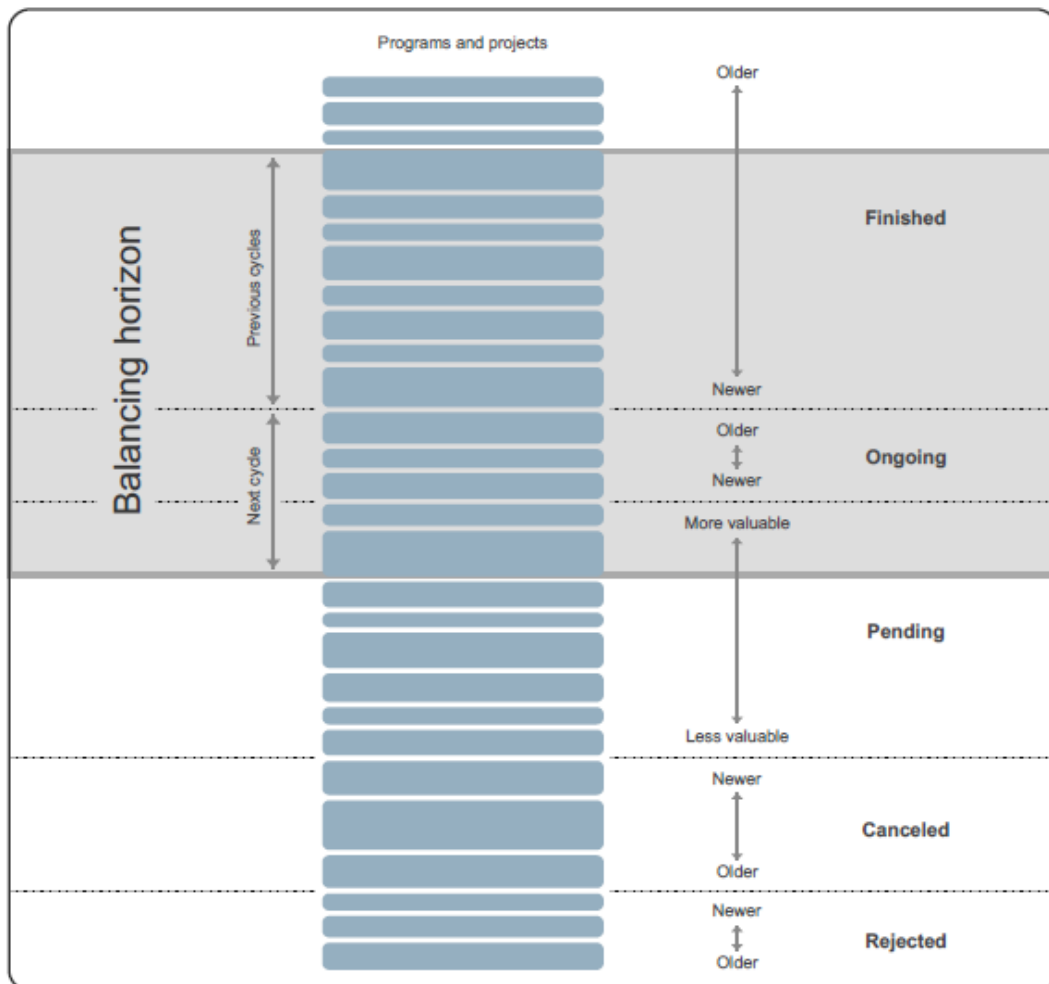 Programs and projects
Older
Finished
Balancing horizon
Previous cycles
Newer
Older
Ongoing
Next cycle
Newer
More valuable
Pending
Less valuable
Newer
Canceled
Older
Newer
Rejected
Older